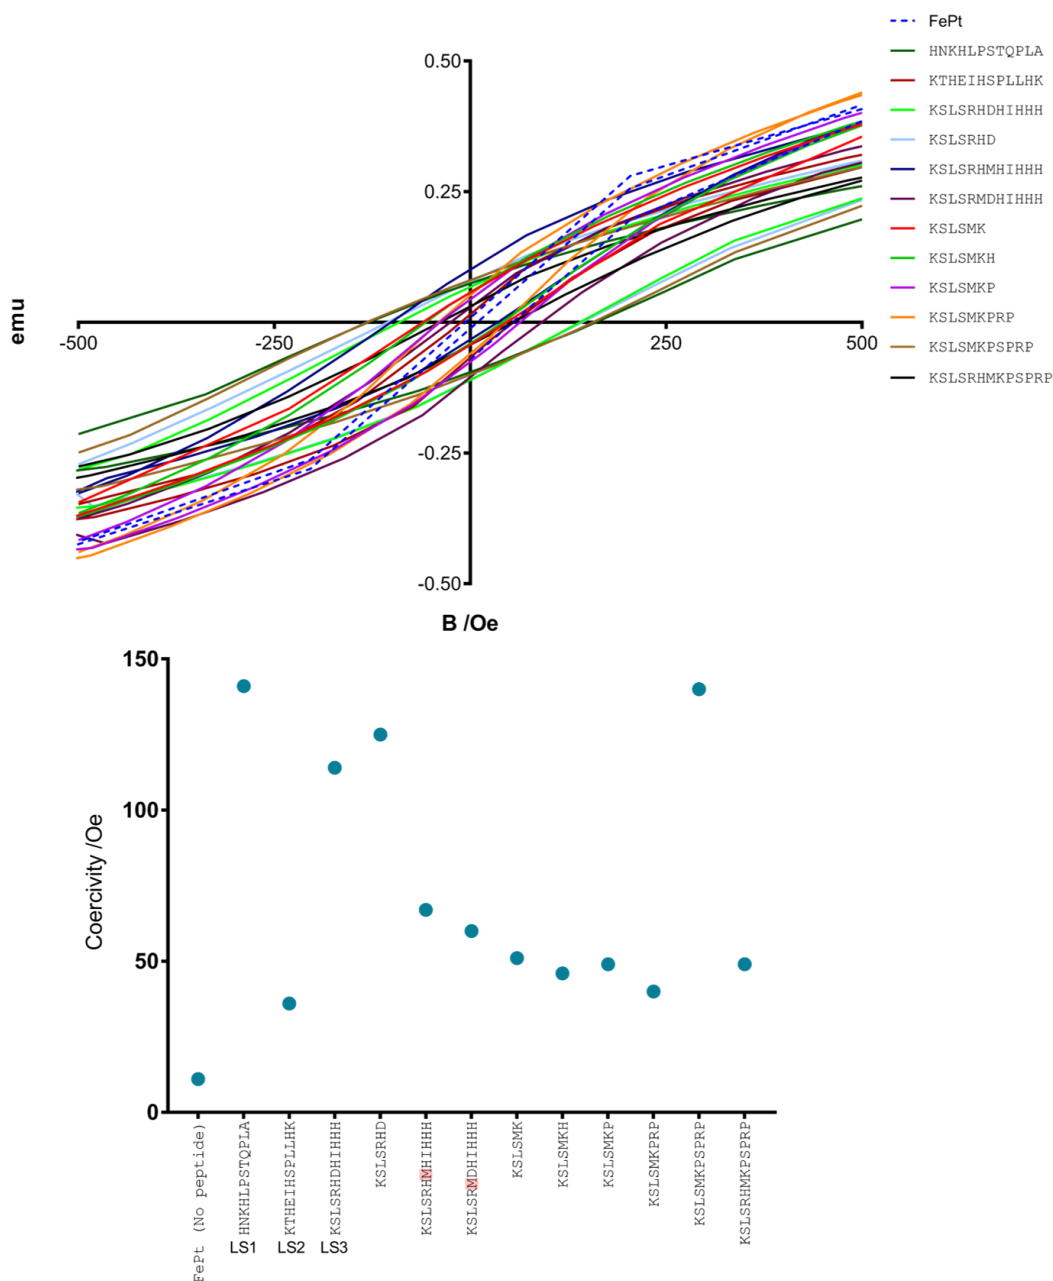 FePt
HNKHLPSTQPLA
KTHEIHSPLLHK
KSLSRHDHIHHH
KSLSRHD
KSLSRHMHIHHH
KSLSRMDHIHHH
KSLSMK
KSLSMKH
KSLSMKP
KSLSMKPRP
KSLSMKPSPRP
KSLSRHMKPSPRP
0.50
0.25
-0.25
-0.50
-500
-250
250
500
emu
B /Oe
150
100
50
0
Coercivity /Oe
FePt (No peptide)
HNKHLPSTQPLA
KTHEIHSPLLHK
KSLSRHDHIHHH
KSLSRHD
KSLSRHMHIHHH
KSLSRMDHIHHH
KSLSMK
KSLSMKH
KSLSMKP
KSLSMKPRP
KSLSMKPSPRP
KSLSRHMKPSPRP
LS1
LS2
LS3